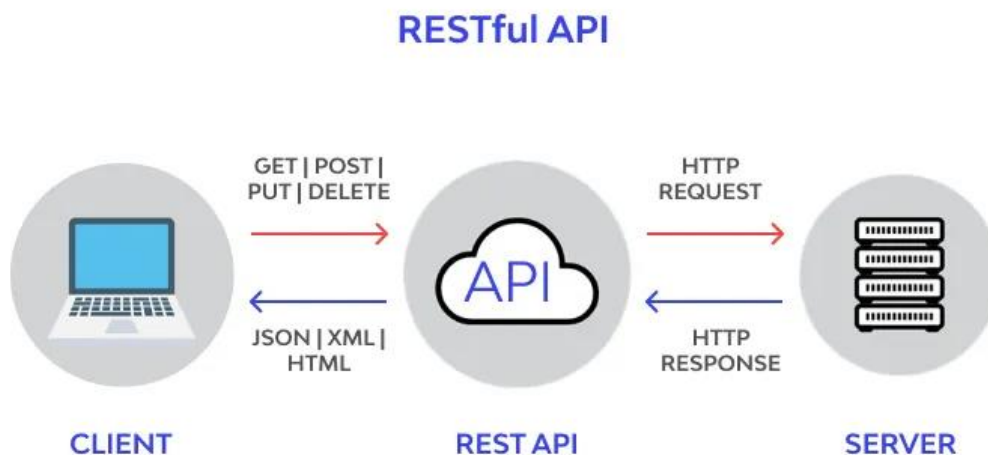 RESTful API
GET | POST |
PUT | DELETE
HTTP
REQUEST
API
JSON | XML |
HTML
HTTP
RESPONSE
CLIENT
REST API
SERVER